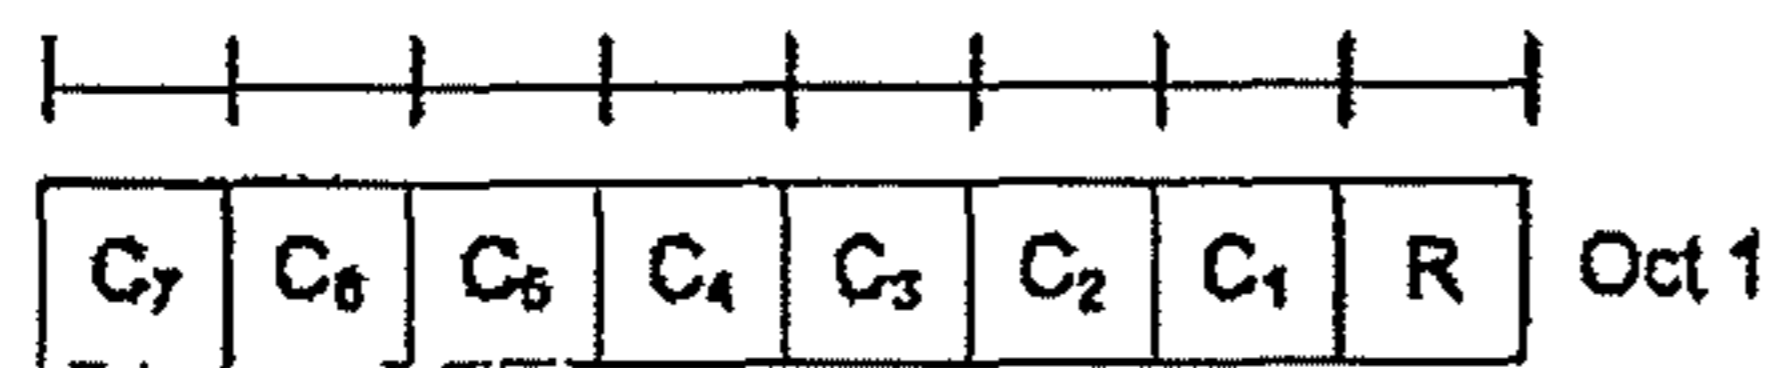 C₇ C₆ C₅ C₄ C₃ C₂ C₁ R Oct 1